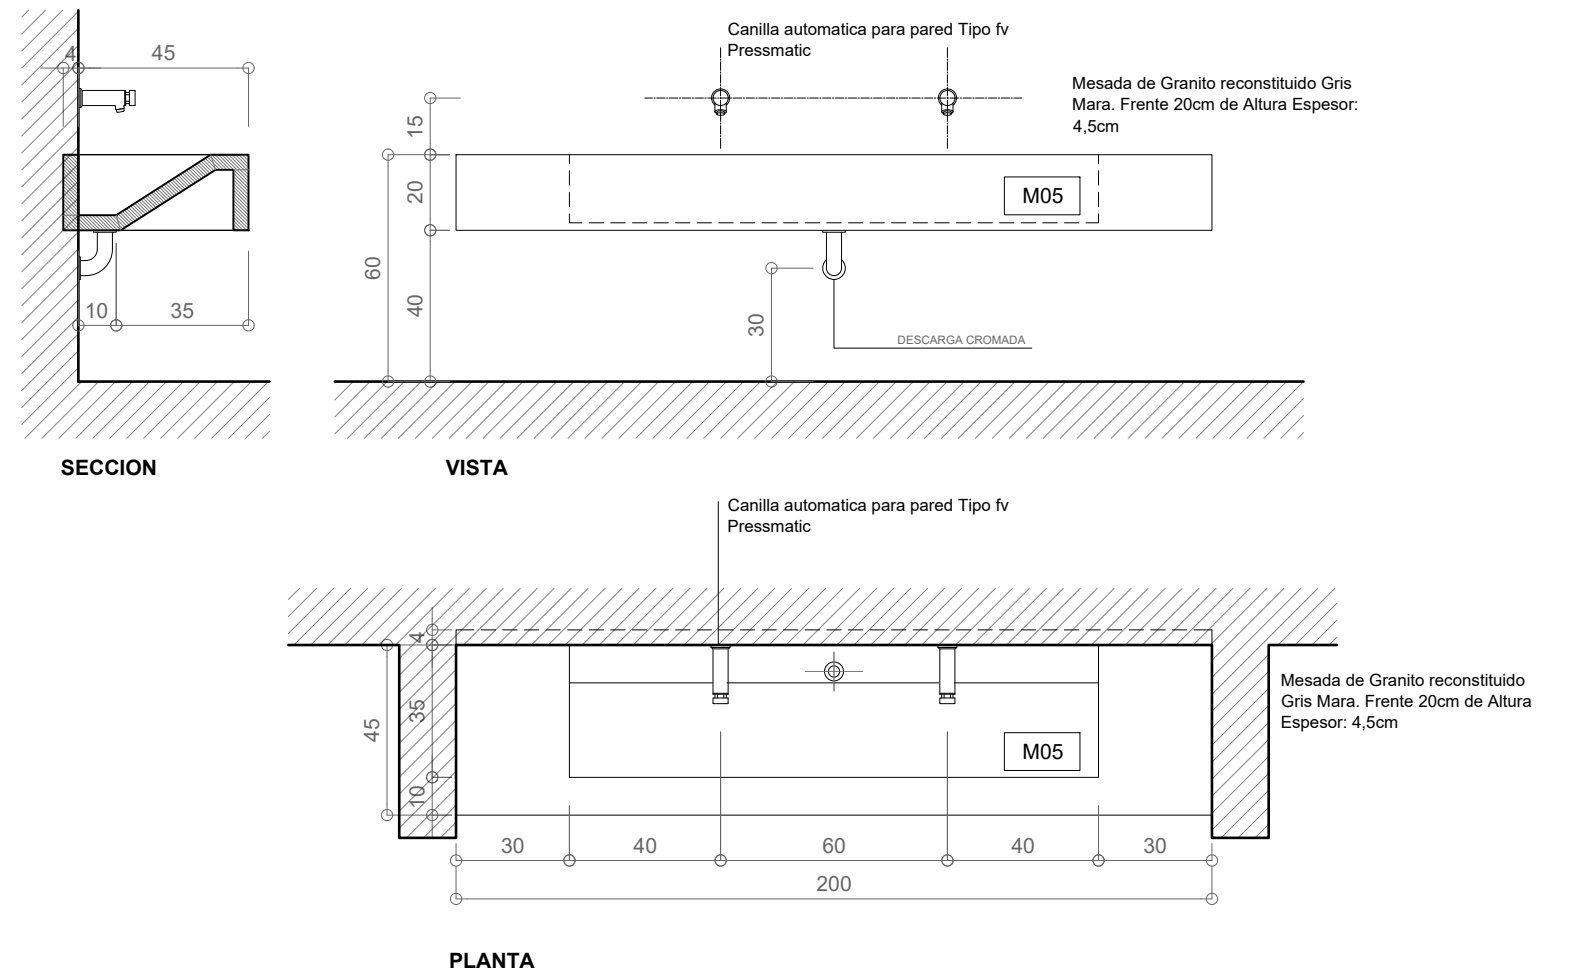 Canilla automatica para pared Tipo fv
Pressmatic
Mesada de Granito reconstituido Gris
Mara. Frente 20cm de Altura Espesor:
4,5cm
4
45
15
20
60
40
10
35
30
M05
DESCARGA CROMADA
SECCION
VISTA
Canilla automatica para pared Tipo fv
Pressmatic
Mesada de Granito reconstituido
Gris Mara. Frente 20cm de Altura
Espesor: 4,5cm
4
35
45
10
M05
30
40
60
40
30
200
PLANTA